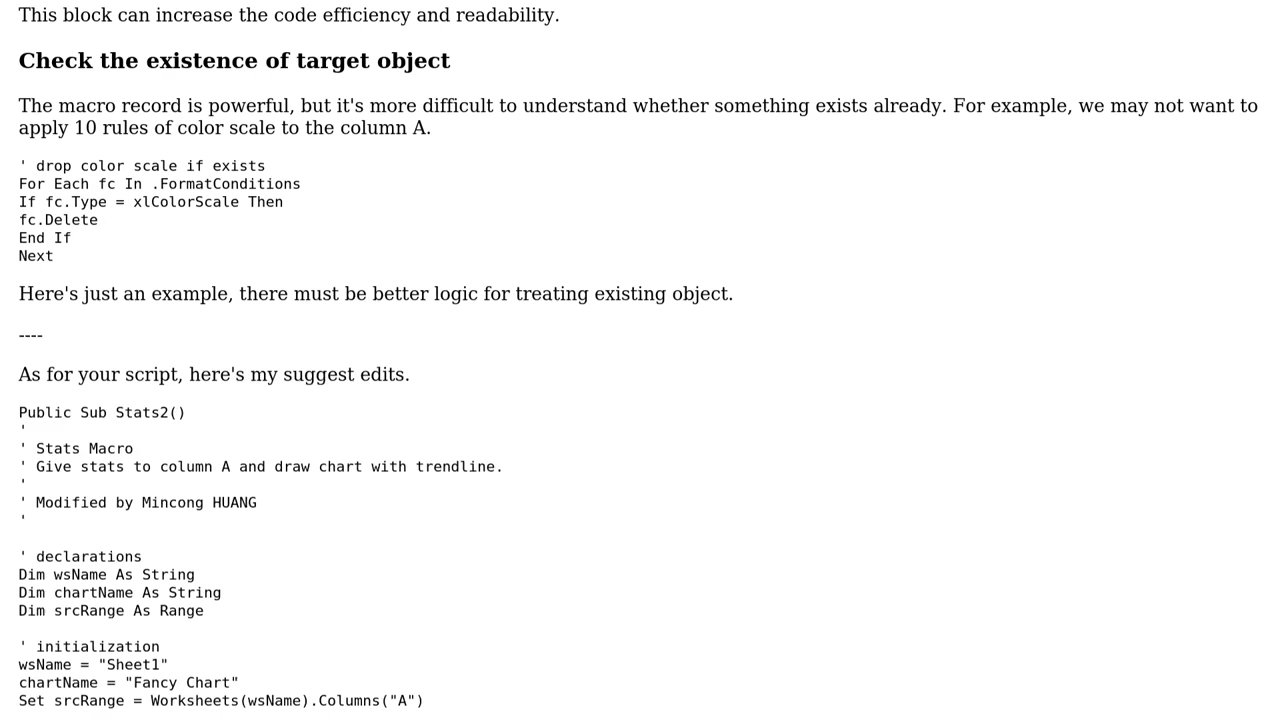 This block can increase the code efficiency and readability.
Check the existence of target object
The macro record is powerful, but it's more difficult to understand whether something exists already. For example, we may not want to
apply 10 rules of color scale to the column A.
' drop color scale if exists
For Each fc In .FormatConditions
If fc.Type = xlColorScale Then
fc.Delete
End If
Next
Here's just an example, there must be better logic for treating existing object.
----
As for your script, here's my suggest edits.
Public Sub Stats2()
'
' Stats Macro
' Give stats to column A and draw chart with trendline.
'
' Modified by Mincong HUANG
'
' declarations
Dim wsName As String
Dim chartName As String
Dim srcRange As Range
' initialization
wsName = "Sheet1"
chartName = "Fancy Chart"
Set srcRange = Worksheets(wsName).Columns("A")